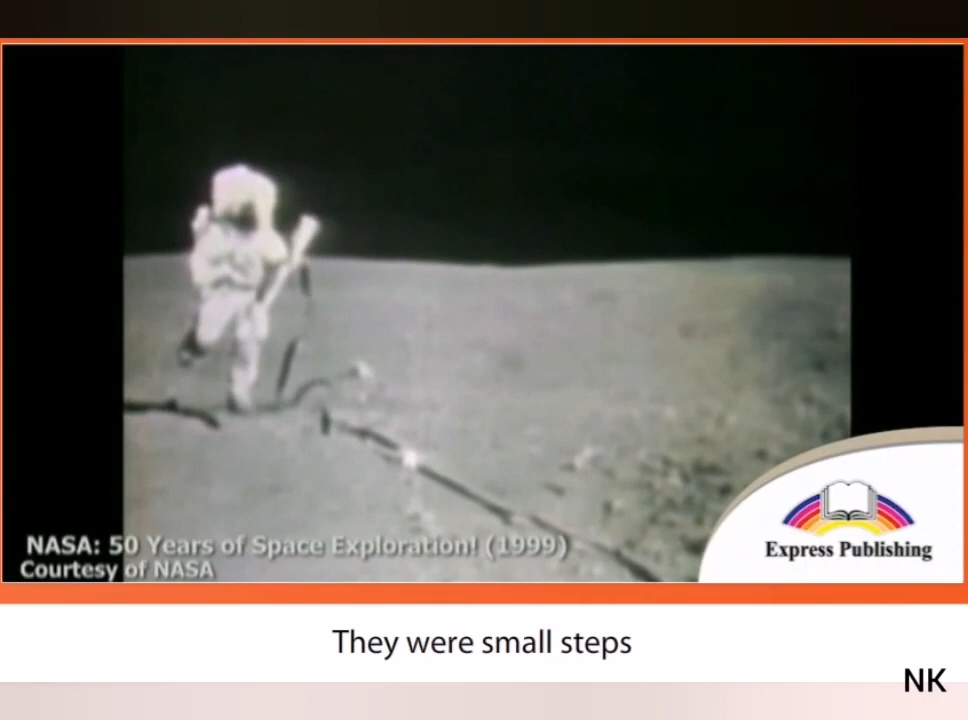 NASA: 50 Years of Space Exploration! (1999)
Courtesy of NASA
Express Publishing
They were small steps
NK